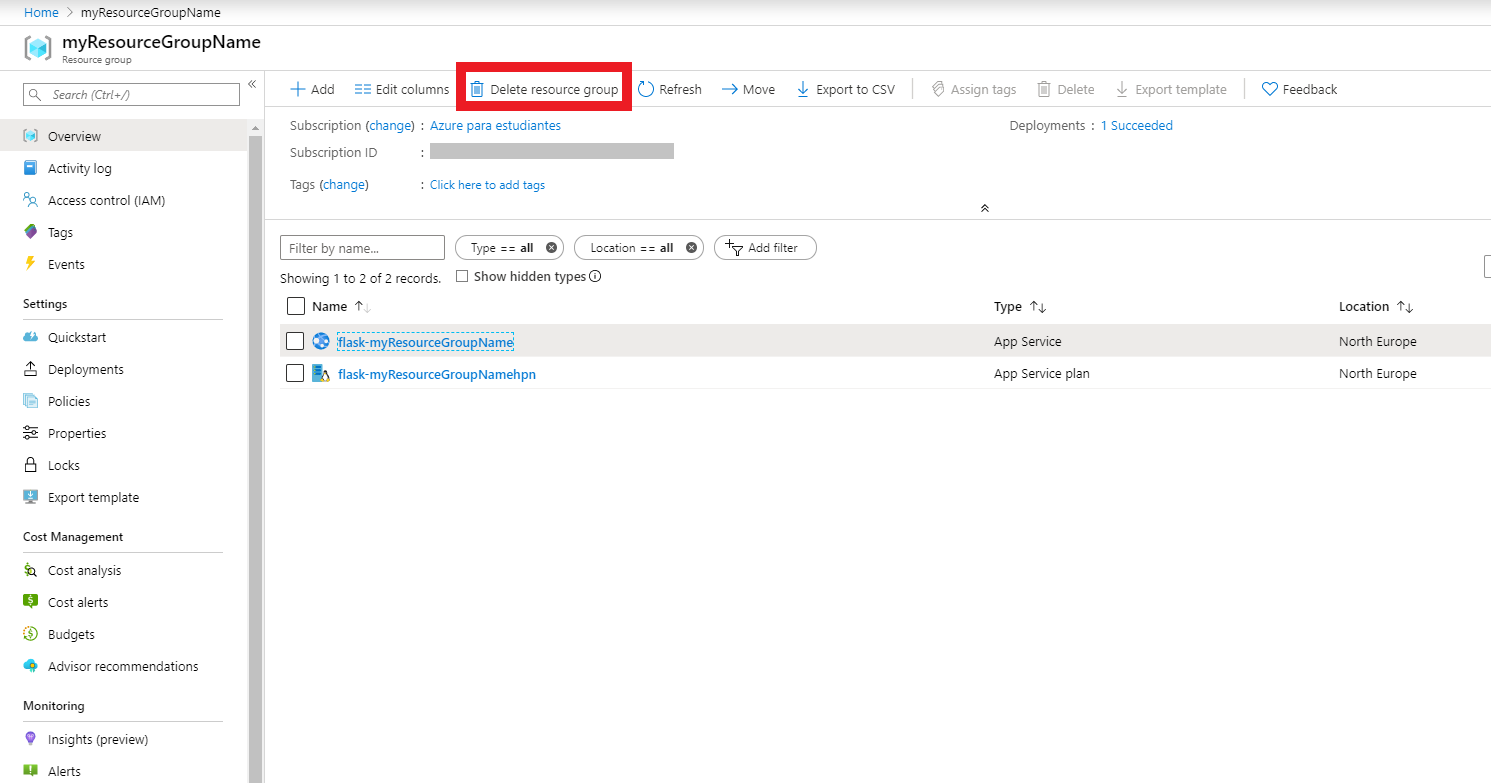 Home > myResourceGroupName
myResourceGroupName
Resource group
Search (Ctrl+/)
Overview
Activity log
Access control (IAM)
Tags
Events
Settings
Quickstart
Deployments
Policies
Properties
Locks
Export template
Cost Management
Cost analysis
Cost alerts
Budgets
Advisor recommendations
Monitoring
Insights (preview)
Alerts
Add Edit columns Delete resource group Refresh Move Export to CSV Assign tags Delete Export template Feedback
Subscription (change) : Azure para estudiantes Deployments : 1 Succeeded
Subscription ID :
Tags (change) : Click here to add tags
Filter by name... Type == all Location == all Add filter
Showing 1 to 2 of 2 records. Show hidden types
Name Type Location
flask-myResourceGroupName App Service North Europe
flask-myResourceGroupNamehpn App Service plan North Europe